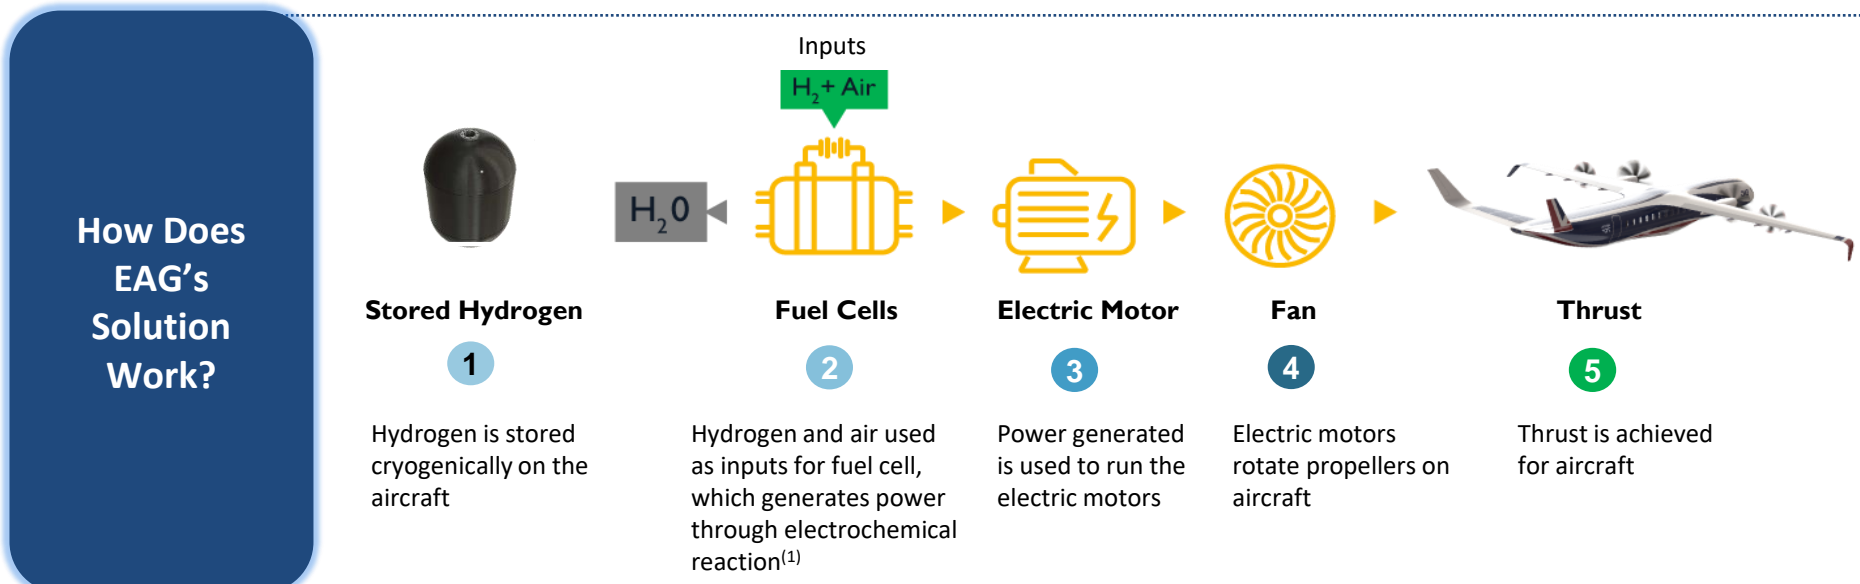 How Does
EAG’s
Solution
Work?
Inputs
H₂+ Air
H₂0
Stored Hydrogen
1
Hydrogen is stored
cryogenically on the
aircraft
Fuel Cells
2
Hydrogen and air used
as inputs for fuel cell,
which generates power
through electrochemical
reaction⁽¹⁾
Electric Motor
3
Power generated
is used to run the
electric motors
Fan
4
Electric motors
rotate propellers on
aircraft
Thrust
5
Thrust is achieved
for aircraft